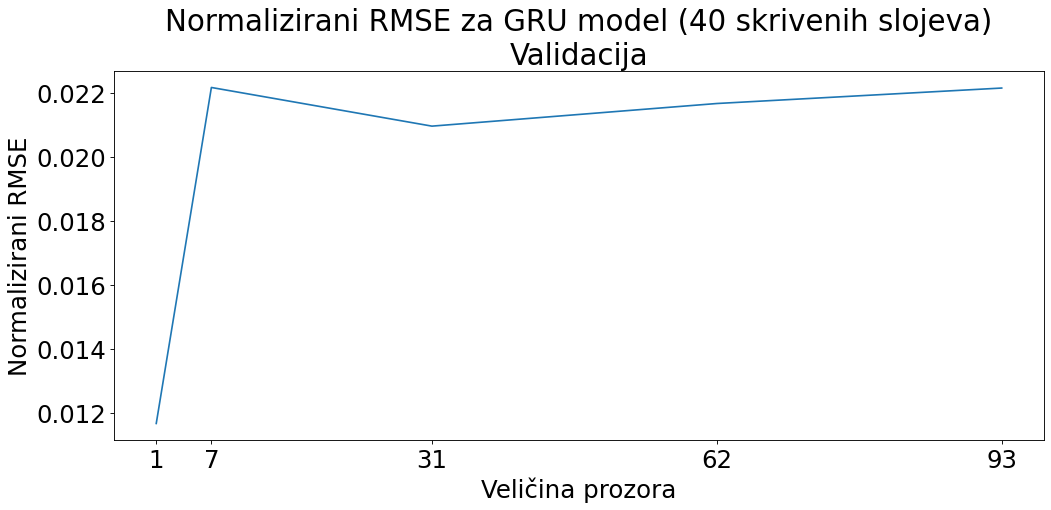 Normalizirani RMSE za GRU model (40 skrivenih slojeva)
Validacija
Normalizirani RMSE
0.022
0.020
0.018
0.016
0.014
0.012
1 7 31 62 93
Veličina prozora